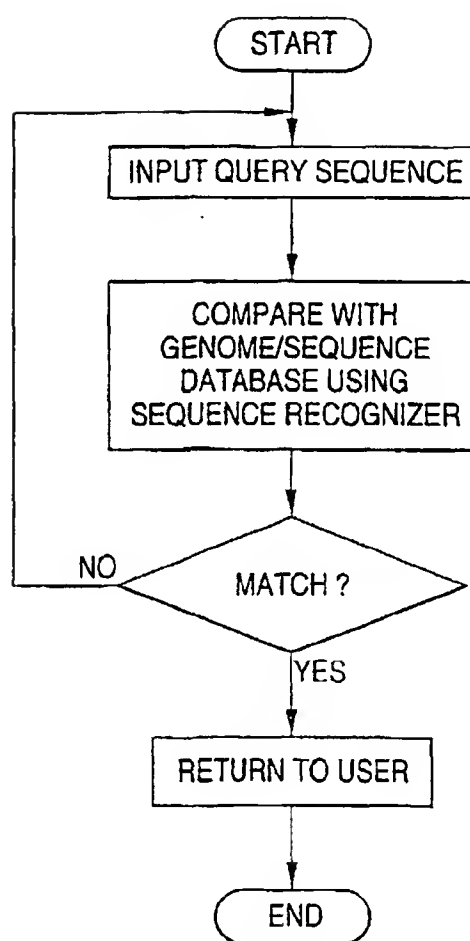 START
INPUT QUERY SEQUENCE
COMPARE WITH
GENOME/SEQUENCE
DATABASE USING
SEQUENCE RECOGNIZER
NO
MATCH ?
YES
RETURN TO USER
END